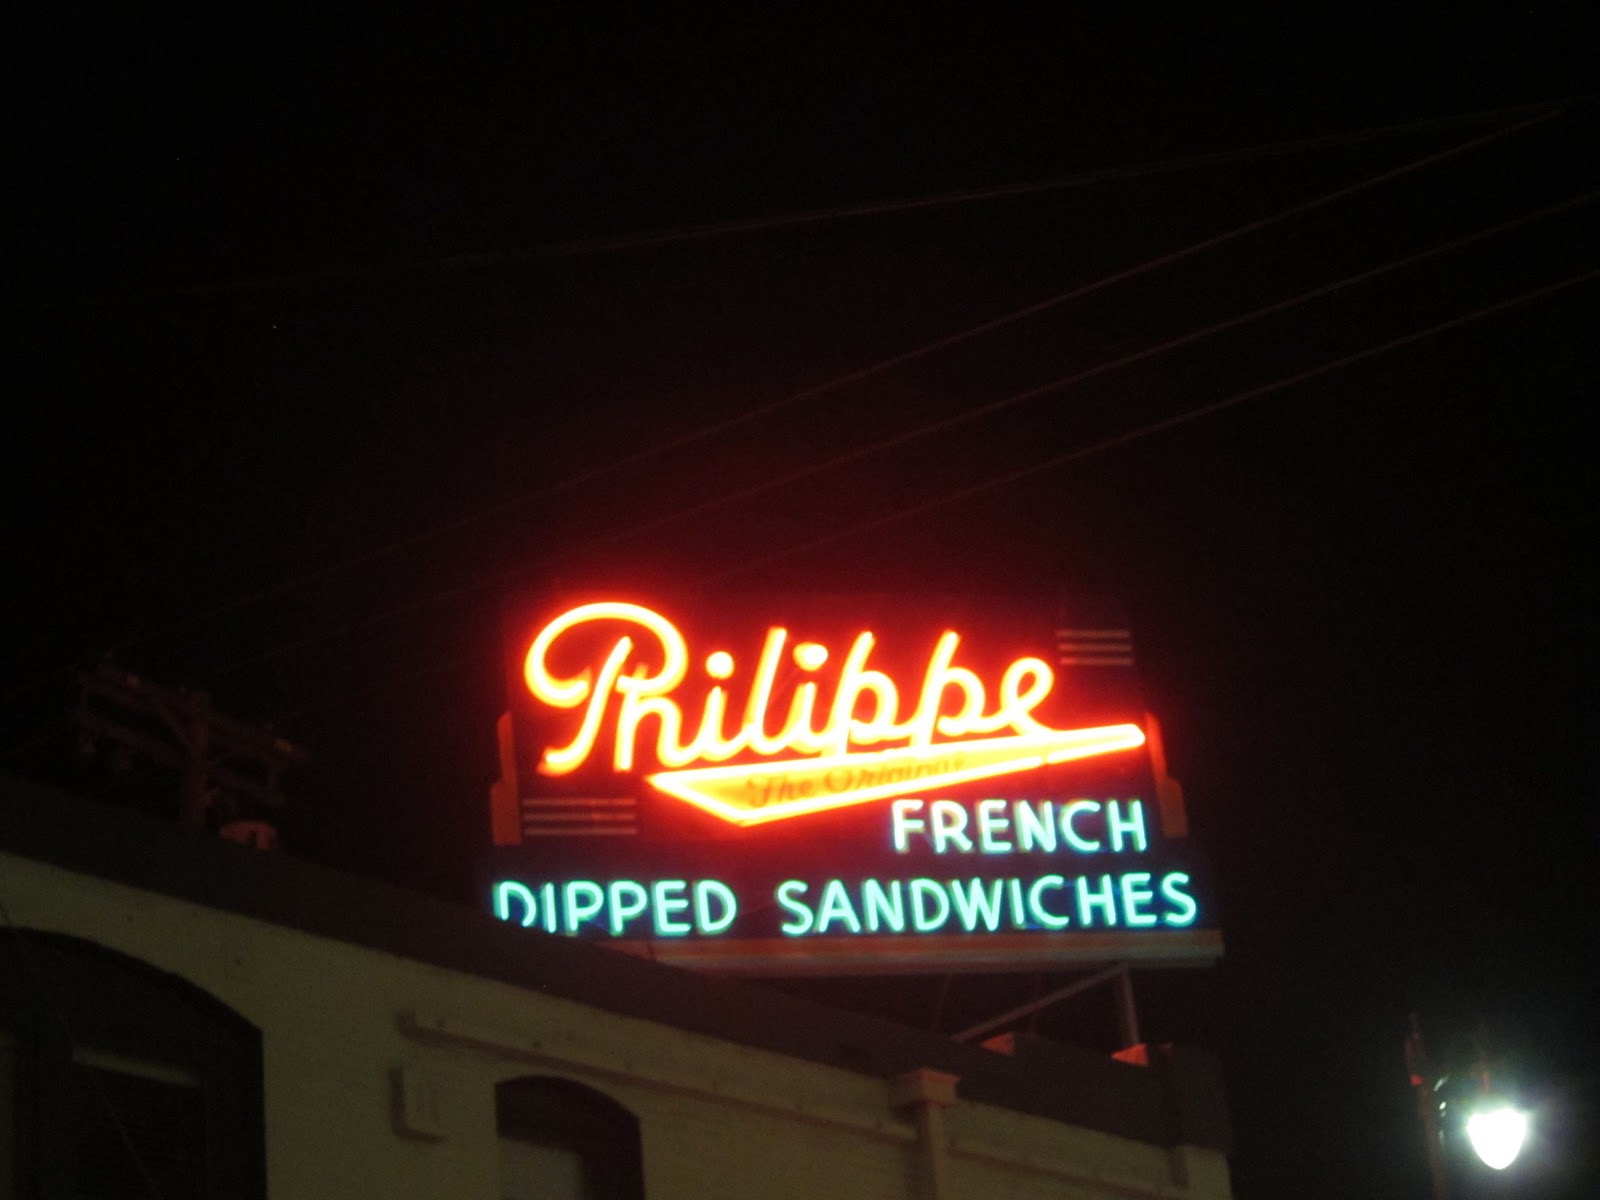 Philippe
The Original
FRENCH
DIPPED SANDWICHES